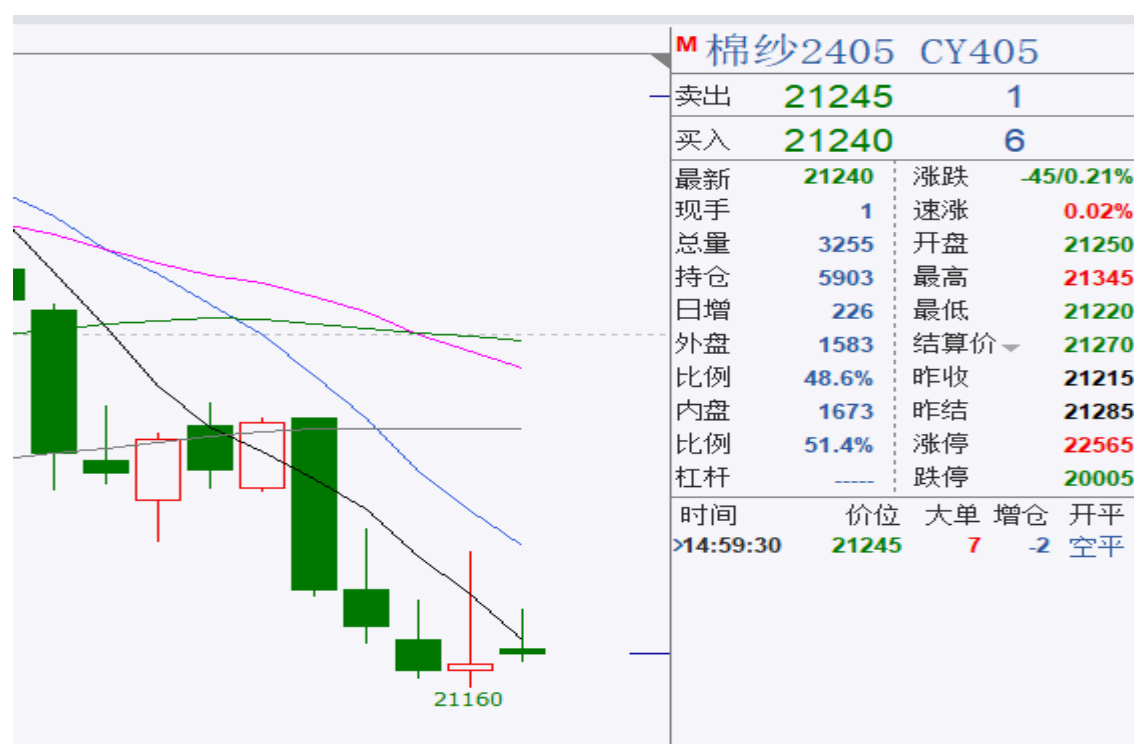 M 棉纱2405 CY405
卖出 21245 1
买入 21240 6
最新 21240 涨跌 -45/0.21%
现手 1 速涨 0.02%
总量 3255 开盘 21250
持仓 5903 最高 21345
日增 226 最低 21220
外盘 1583 结算价 21270
比例 48.6% 昨收 21215
内盘 1673 昨结 21285
比例 51.4% 涨停 22565
杠杆 ----- 跌停 20005
时间 价位 大单 增仓 开平
>14:59:30 21245 7 -2 空平
21160